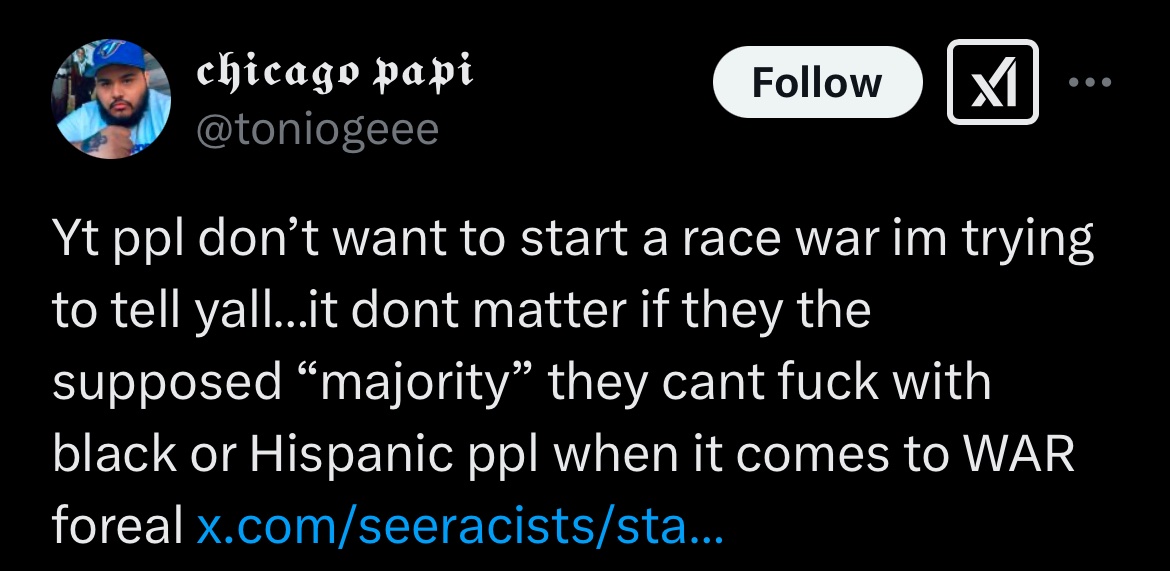 chicago papi
@toniogeee
Follow
Yt ppl don’t want to start a race war im trying
to tell yall...it dont matter if they the
supposed “majority” they cant fuck with
black or Hispanic ppl when it comes to WAR
foreal x.com/seeracists/sta...